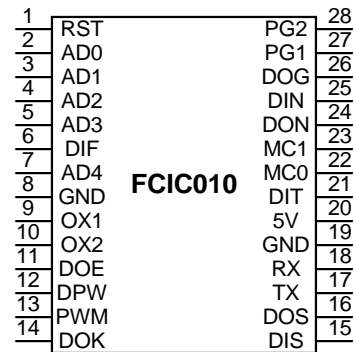 1 RST PG2 28
2 AD0 PG1 27
3 AD1 DOG 26
4 AD2 DIN 25
5 AD3 DON 24
6 DIF MC1 23
7 AD4 MC0 22
8 GND FCIC010 DIT 21
9 OX1 5V 20
10 OX2 GND 19
11 DOE RX 18
12 DPW TX 17
13 PWM DOS 16
14 DOK DIS 15